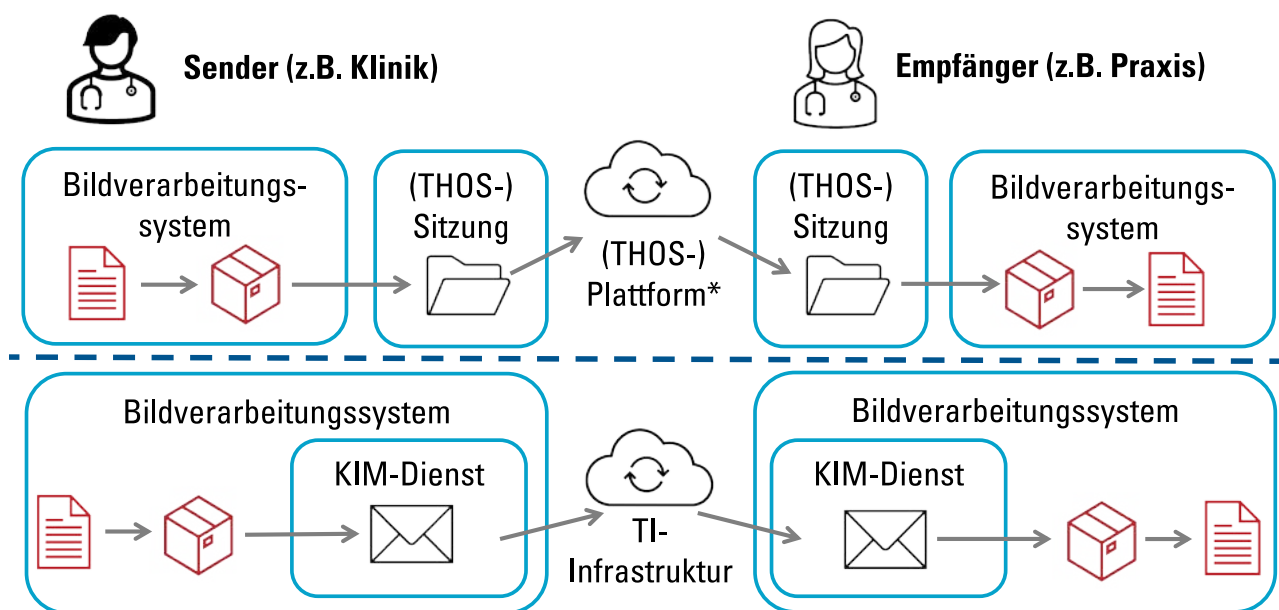 Sender (z.B. Klinik)
Empfänger (z.B. Praxis)
Bildverarbeitungs-
system
(THOS-)
Sitzung
(THOS-)
Plattform*
(THOS-)
Sitzung
Bildverarbeitungs-
system
Bildverarbeitungssystem
KIM-Dienst
TI-
Infrastruktur
Bildverarbeitungssystem
KIM-Dienst